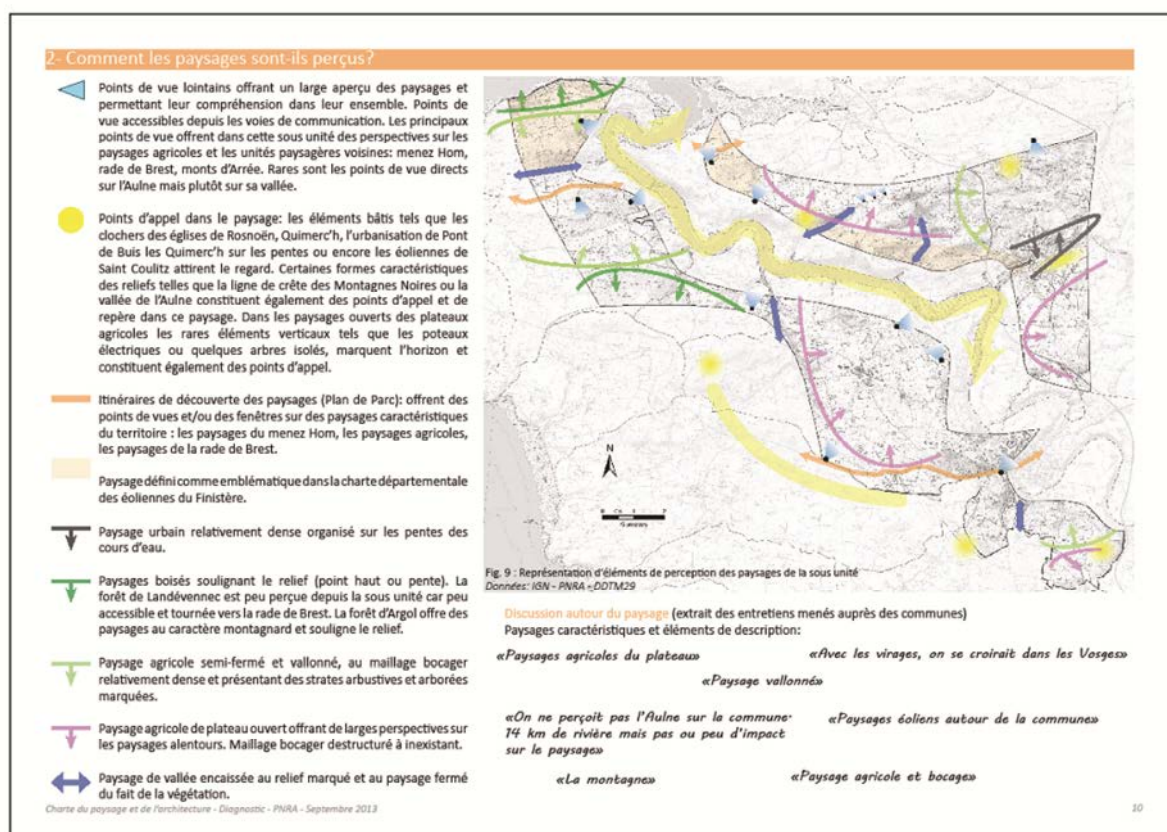 2- Comment les paysages sont-ils perçus?
Points de vue lointains offrant un large aperçu des paysages et
permettant leur compréhension dans leur ensemble. Points de
vue accessibles depuis les voies de communication. Les principaux
points de vue offrent dans cette sous unité des perspectives sur les
paysages agricoles et les unités paysagères voisines: menez Hom,
rade de Brest, monts d'Arrée. Rares sont les points de vue directs
sur l'Aulne mais plutôt sur sa vallée.
Points d'appel dans le paysage: les éléments bâtis tels que les
clochers des églises de Rosnoën, Quimerc'h, l'urbanisation de Pont
de Buis les Quimerc'h sur les pentes ou encore les éoliennes de
Saint Coulitz attirent le regard. Certaines formes caractéristiques
des reliefs telles que la ligne de crête des Montagnes Noires ou la
vallée de l'Aulne constituent également des points d'appel et de
repère dans ce paysage. Dans les paysages ouverts des plateaux
agricoles les rares éléments verticaux tels que les poteaux
électriques ou quelques arbres isolés, marquent l'horizon et
constituent également des points d'appel.
Itinéraires de découverte des paysages (Plan de Parc): offrent des
points de vues et/ou des fenêtres sur des paysages caractéristiques
du territoire : les paysages du menez Hom, les paysages agricoles,
les paysages de la rade de Brest.
Paysage défini comme emblématique dans la charte départementale
des éoliennes du Finistère.
Paysage urbain relativement dense organisé sur les pentes des
cours d'eau.
Paysages boisés soulignant le relief (point haut ou pente). La
forêt de Landévennec est peu perçue depuis la sous unité car peu
accessible et tournée vers la rade de Brest. La forêt d'Argol offre des
paysages au caractère montagnard et souligne le relief.
Paysage agricole semi-fermé et vallonné, au maillage bocager
relativement dense et présentant des strates arbustives et arborées
marquées.
Paysage agricole de plateau ouvert offrant de larges perspectives sur
les paysages alentours. Maillage bocager destructuré à inexistant.
Paysage de vallée encaissée au relief marqué et au paysage fermé
du fait de la végétation.
N
Fig. 9 : Représentation d'éléments de perception des paysages de la sous unité
Données: IGN - PNRA - DDTM29
Discussion autour du paysage (extrait des entretiens menés auprès des communes)
Paysages caractéristiques et éléments de description:
«Paysages agricoles du plateau»
«Avec les virages, on se croirait dans les Vosges»
«Paysage vallonné»
«On ne perçoit pas l'Aulne sur la commune.
14 km de rivière mais pas ou peu d'impact
sur le paysage»
«Paysages éoliens autour de la commune»
«La montagne»
«Paysage agricole et bocage»
Charte du paysage et de l'architecture - Diagnostic - PNRA - Septembre 2013
10